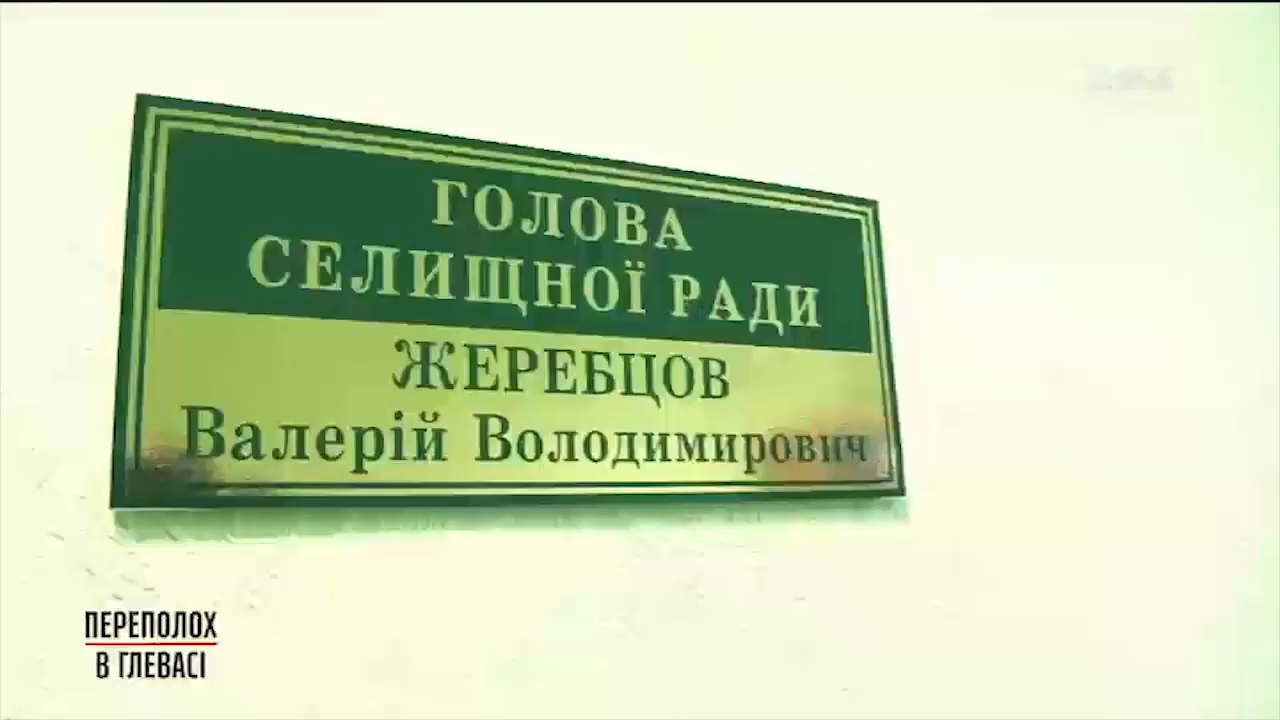 ГОЛОВА
СЕЛИЩНОЇ РАДИ
ЖЕРЕБЦОВ
Валерій Володимирович
ПЕРЕПОЛОХ
В ГЛЕВАСІ